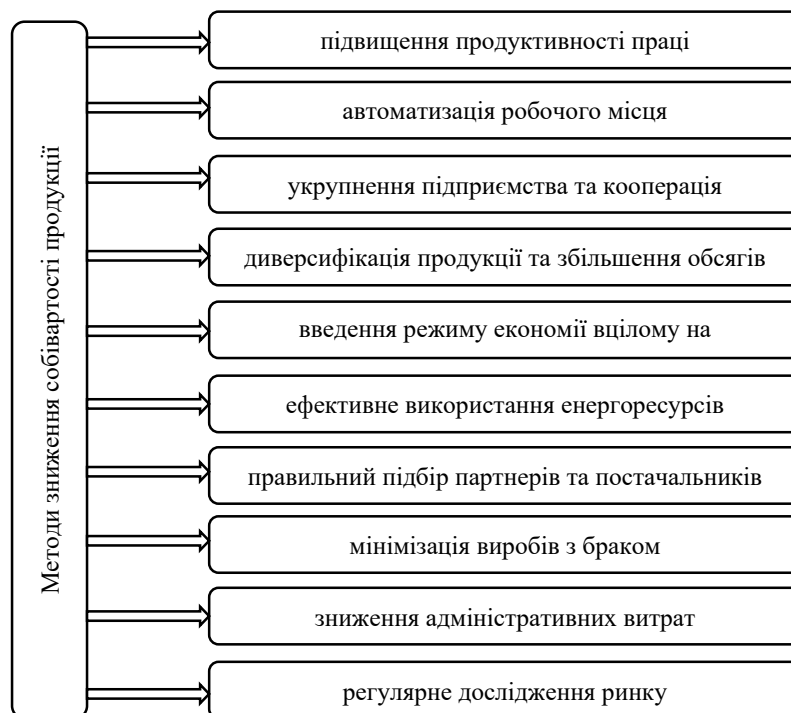 Методи зниження собівартості продукції
підвищення продуктивності праці
автоматизація робочого місця
укрупнення підприємства та кооперація
диверсифікація продукції та збільшення обсягів
введення режиму економії вцілому на
ефективне використання енергоресурсів
правильний підбір партнерів та постачальників
мінімізація виробів з браком
зниження адміністративних витрат
регулярне дослідження ринку